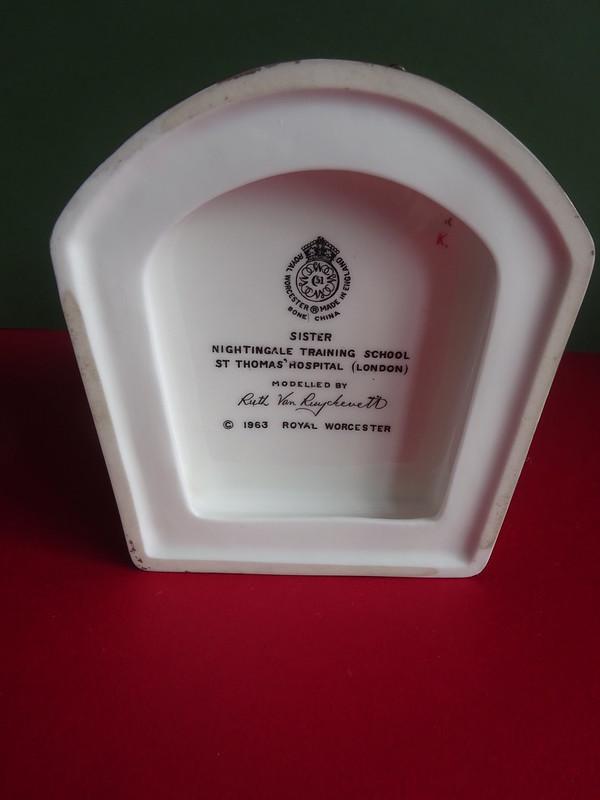 ROYAL WORCESTER ® MADE IN ENGLAND
51
BONE CHINA
SISTER
NIGHTINGALE TRAINING SCHOOL
ST THOMAS' HOSPITAL (LONDON)
MODELLED BY
Ruth Van Ruyckevelt
© 1963 ROYAL WORCESTER
K.